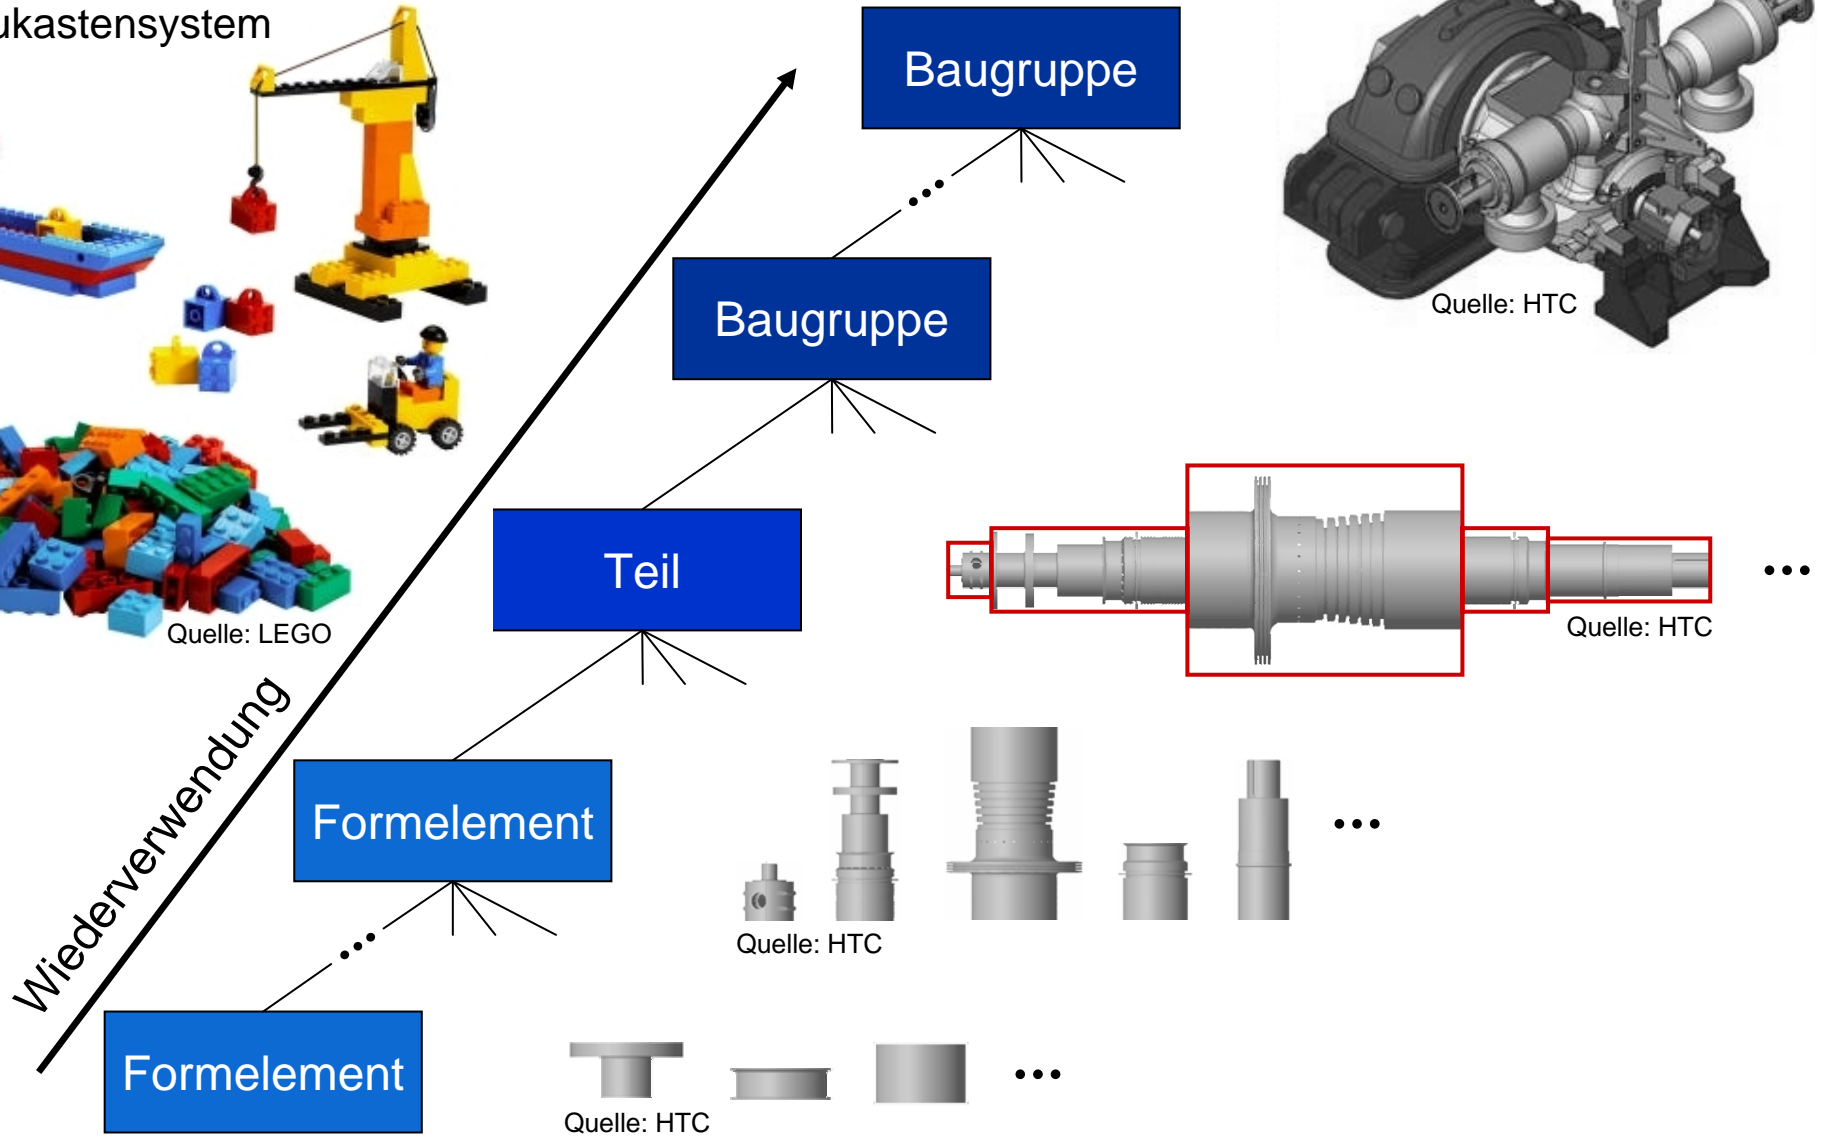 ukastensystem
Baugruppe
Quelle: HTC
Baugruppe
Teil
Quelle: HTC
Quelle: LEGO
Wiederverwendung
Formelement
Quelle: HTC
Formelement
Quelle: HTC